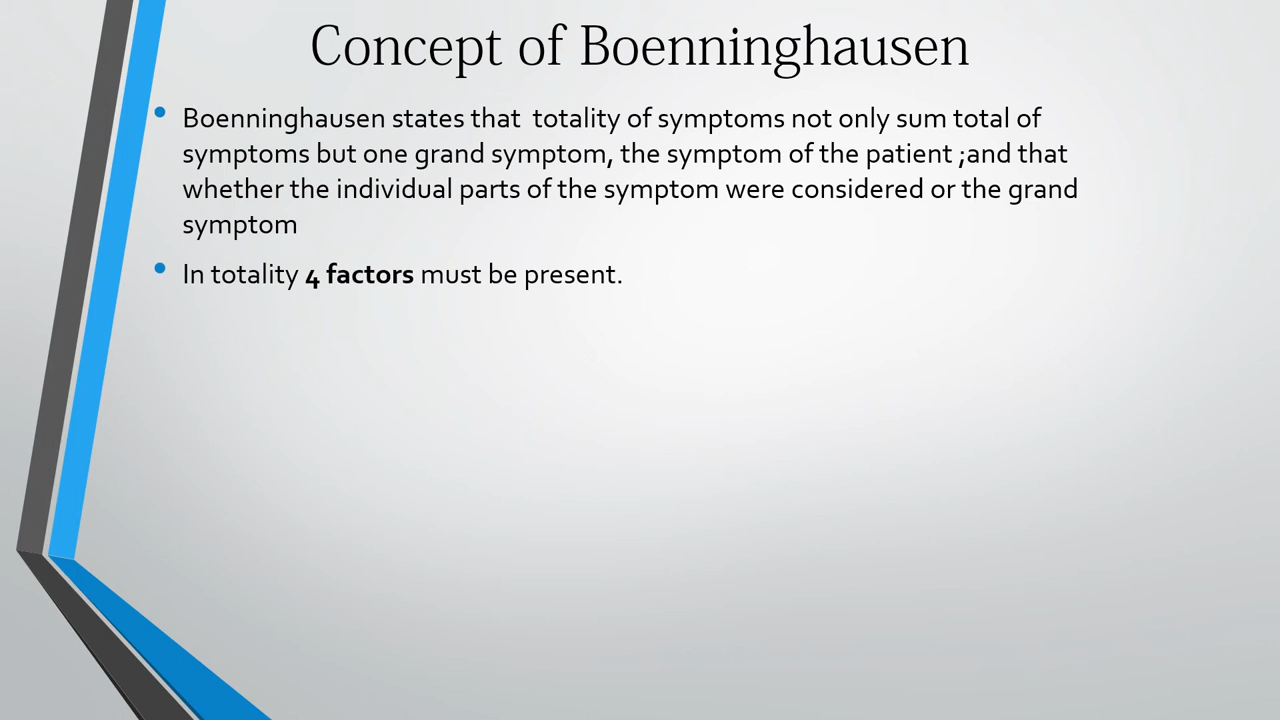 Concept of Boenninghausen
• Boenninghausen states that  totality of symptoms not only sum total of
symptoms but one grand symptom, the symptom of the patient ;and that
whether the individual parts of the symptom were considered or the grand
symptom
• In totality 4 factors must be present.